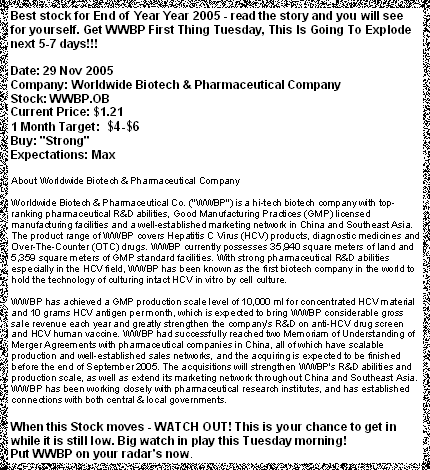 Best stock for End of Year Year 2005 - read the story and you will see
for yourself. Get WWBP First Thing Tuesday, This Is Going To Explode
next 5-7 days!!!
Date: 29 Nov 2005
Company: Worldwide Biotech & Pharmaceutical Company
Stock: WWBP.OB
Current Price: $1.21
1 Month Target: $4-$6
Buy: "Strong"
Expectations: Max
About Worldwide Biotech & Pharmaceutical Company
Worldwide Biotech & Pharmaceutical Co. ("WWBP") is a hi-tech biotech company with top-
ranking pharmaceutical R&D abilities, Good Manufacturing Practices (GMP) licensed
manufacturing facilities and a well-established marketing network in China and Southeast Asia.
The product range of WWBP covers Hepatitis C Virus (HCV) products, diagnostic medicines and
Over-The-Counter (OTC) drugs. WWBP currently possesses 35,940 square meters of land and
5,359 square meters of GMP standard facilities. With strong pharmaceutical R&D abilities
especially in the HCV field, WWBP has been known as the first biotech company in the world to
hold the technology of culturing intact HCV in vitro by cell culture.
WWBP has achieved a GMP production scale level of 10,000 ml for concentrated HCV material
and 10 grams HCV antigen per month, which is expected to bring WWBP considerable gross
sale revenue each year and greatly strengthen the company's R&D on anti-HCV drug screen
and HCV human vaccine. WWBP had successfully reached two Memoriam of Understanding of
Merger Agreements with pharmaceutical companies in China, all of which have scalable
production and well-established sales networks, and the acquiring is expected to be finished
before the end of September 2005. The acquisitions will strengthen WWBP's R&D abilities and
production scale, as well as extend its marketing network throughout China and Southeast Asia.
WWBP has been working closely with pharmaceutical research institutes, and has established
connections with both central & local governments.
When this Stock moves - WATCH OUT! This is your chance to get in
while it is still low. Big watch in play this Tuesday morning!
Put WWBP on your radar's now.